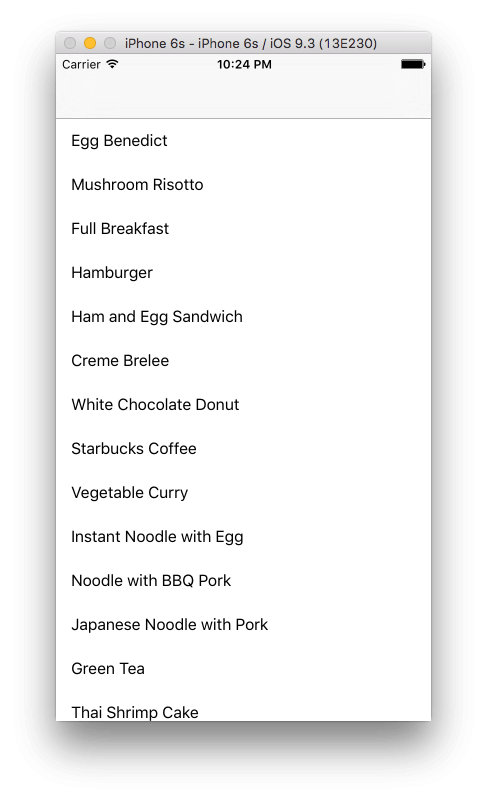 iPhone 6s - iPhone 6s / iOS 9.3 (13E230)
Carrier 10:24 PM
Egg Benedict
Mushroom Risotto
Full Breakfast
Hamburger
Ham and Egg Sandwich
Creme Brelee
White Chocolate Donut
Starbucks Coffee
Vegetable Curry
Instant Noodle with Egg
Noodle with BBQ Pork
Japanese Noodle with Pork
Green Tea
Thai Shrimp Cake